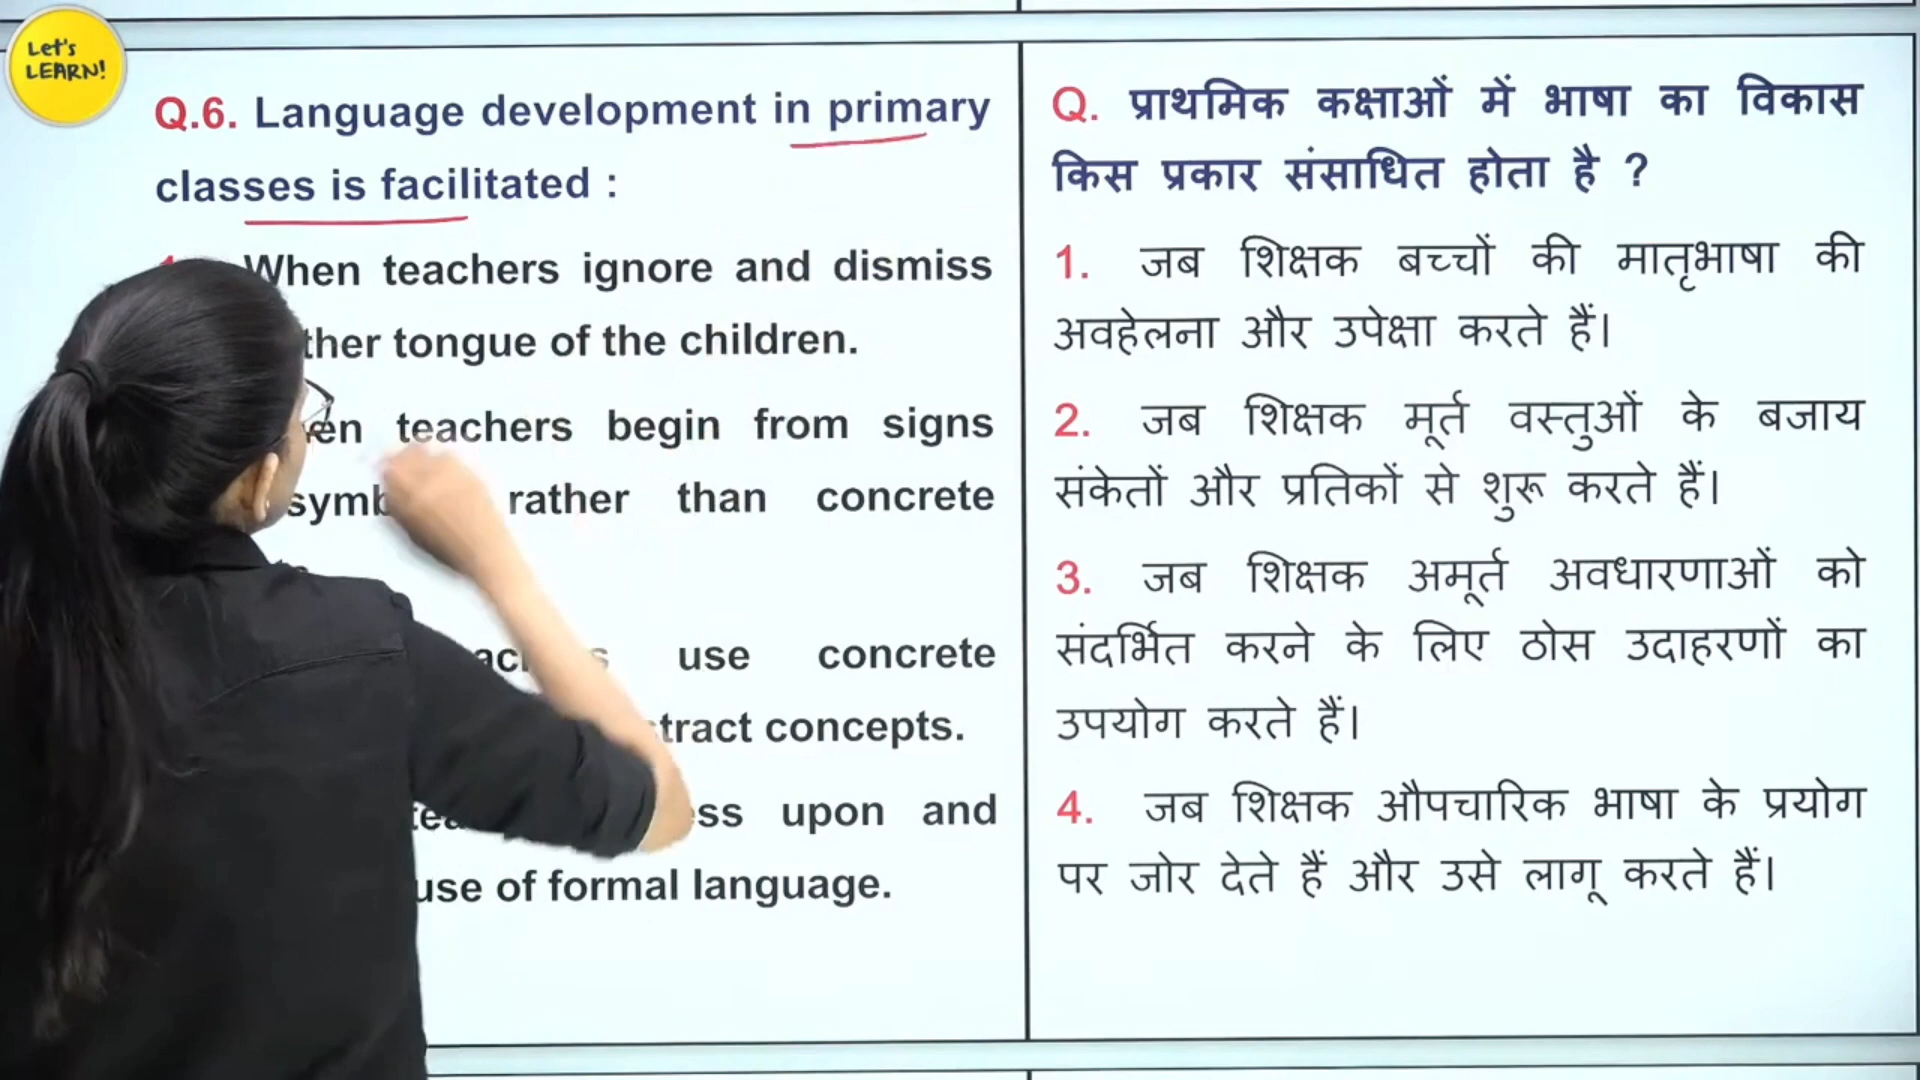 Let's
LEARN!
Q.6. Language development in primary
classes is facilitated :
When teachers ignore and dismiss
tongue of the children.
teachers begin from signs
rather than concrete
use concrete
concepts.
upon and
use of formal language.
Q. प्राथमिक कक्षाओं में भाषा का विकास
किस प्रकार संसाधित होता है ?
1. जब शिक्षक बच्चों की मातृभाषा की
अवहेलना और उपेक्षा करते हैं।
2. जब शिक्षक मूर्त वस्तुओं के बजाय
संकेतों और प्रतिकों से शुरू करते हैं।
3. जब शिक्षक अमूर्त अवधारणाओं को
संदर्भित करने के लिए ठोस उदाहरणों का
उपयोग करते हैं।
4. जब शिक्षक औपचारिक भाषा के प्रयोग
पर जोर देते हैं और उसे लागू करते हैं।